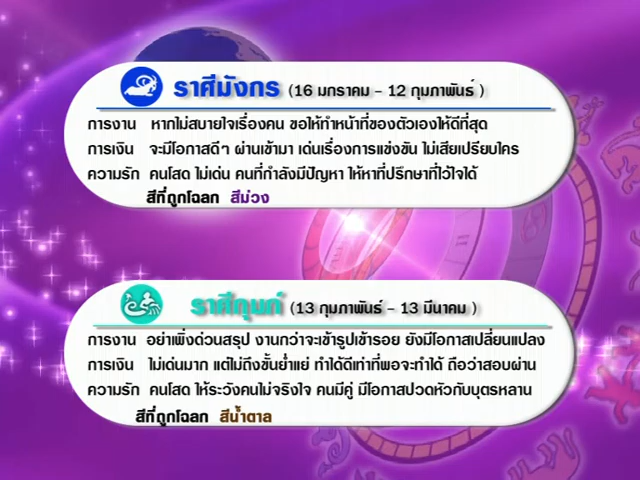 ราศีมังกร (16 มกราคม - 12 กุมภาพันธ์ )
การงาน หากไม่สบายใจเรื่องคน ขอให้ทำหน้าที่ของตัวเองให้ดีที่สุด
การเงิน จะมีโอกาสดีๆ ผ่านเข้ามา เด่นเรื่องการแข่งขัน ไม่เสียเปรียบใคร
ความรัก คนโสด ไม่เด่น คนที่กำลังมีปัญหา ให้หาที่ปรึกษาที่ไว้ใจได้
สีที่ถูกโฉลก สีม่วง
ราศีกุมภ์ (13 กุมภาพันธ์ - 13 มีนาคม )
การงาน อย่าเพิ่งด่วนสรุป งานกว่าจะเข้ารูปเข้ารอย ยังมีโอกาสเปลี่ยนแปลง
การเงิน ไม่เด่นมาก แต่ไม่ถึงขั้นย่ำแย่ ทำได้ดีเท่าที่พอจะทำได้ ถือว่าสอบผ่าน
ความรัก คนโสด ให้ระวังคนไม่จริงใจ คนมีคู่ มีโอกาสปวดหัวกับบุตรหลาน
สีที่ถูกโฉลก สีน้ำตาล